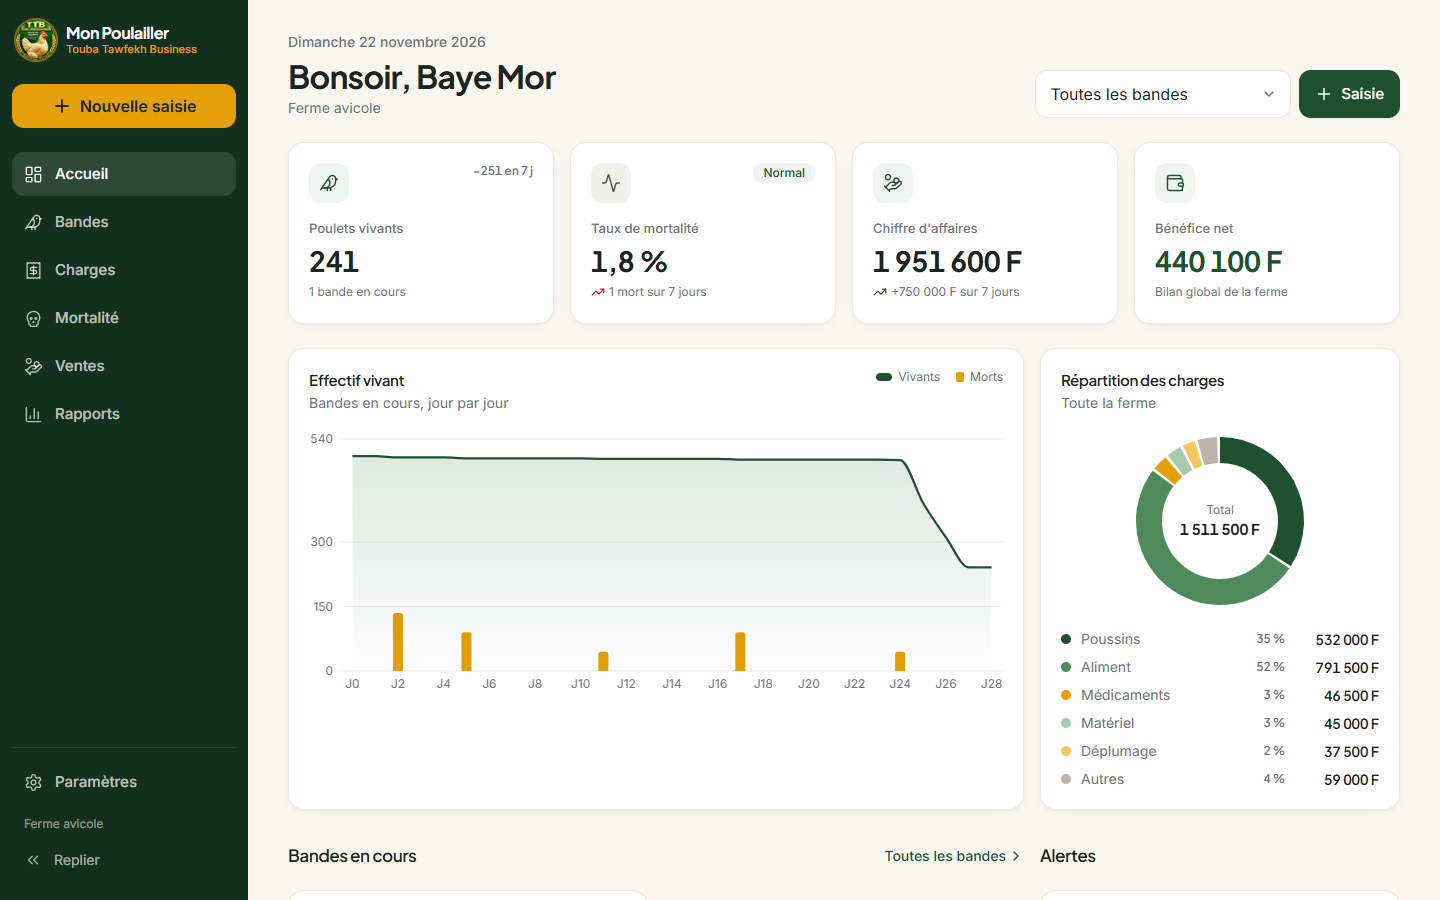 TTB
Mon Poulailler
Touba Tawfekh Business
Nouvelle saisie
Accueil
Bandes
Charges
Mortalité
Ventes
Rapports
Paramètres
Ferme avicole
Replier
Dimanche 22 novembre 2026
Bonsoir, Baye Mor
Ferme avicole
Toutes les bandes
Saisie
−251 en 7 j
Poulets vivants
241
1 bande en cours
Normal
Taux de mortalité
1,8 %
1 mort sur 7 jours
Chiffre d'affaires
1 951 600 F
+750 000 F sur 7 jours
Bénéfice net
440 100 F
Bilan global de la ferme
Effectif vivant
Vivants Morts
Bandes en cours, jour par jour
540
300
150
0
J0 J2 J4 J6 J8 J10 J12 J14 J16 J18 J20 J22 J24 J26 J28
Répartition des charges
Toute la ferme
Total
1 511 500 F
Poussins 35 % 532 000 F
Aliment 52 % 791 500 F
Médicaments 3 % 46 500 F
Matériel 3 % 45 000 F
Déplumage 2 % 37 500 F
Autres 4 % 59 000 F
Bandes en cours
Toutes les bandes
Alertes